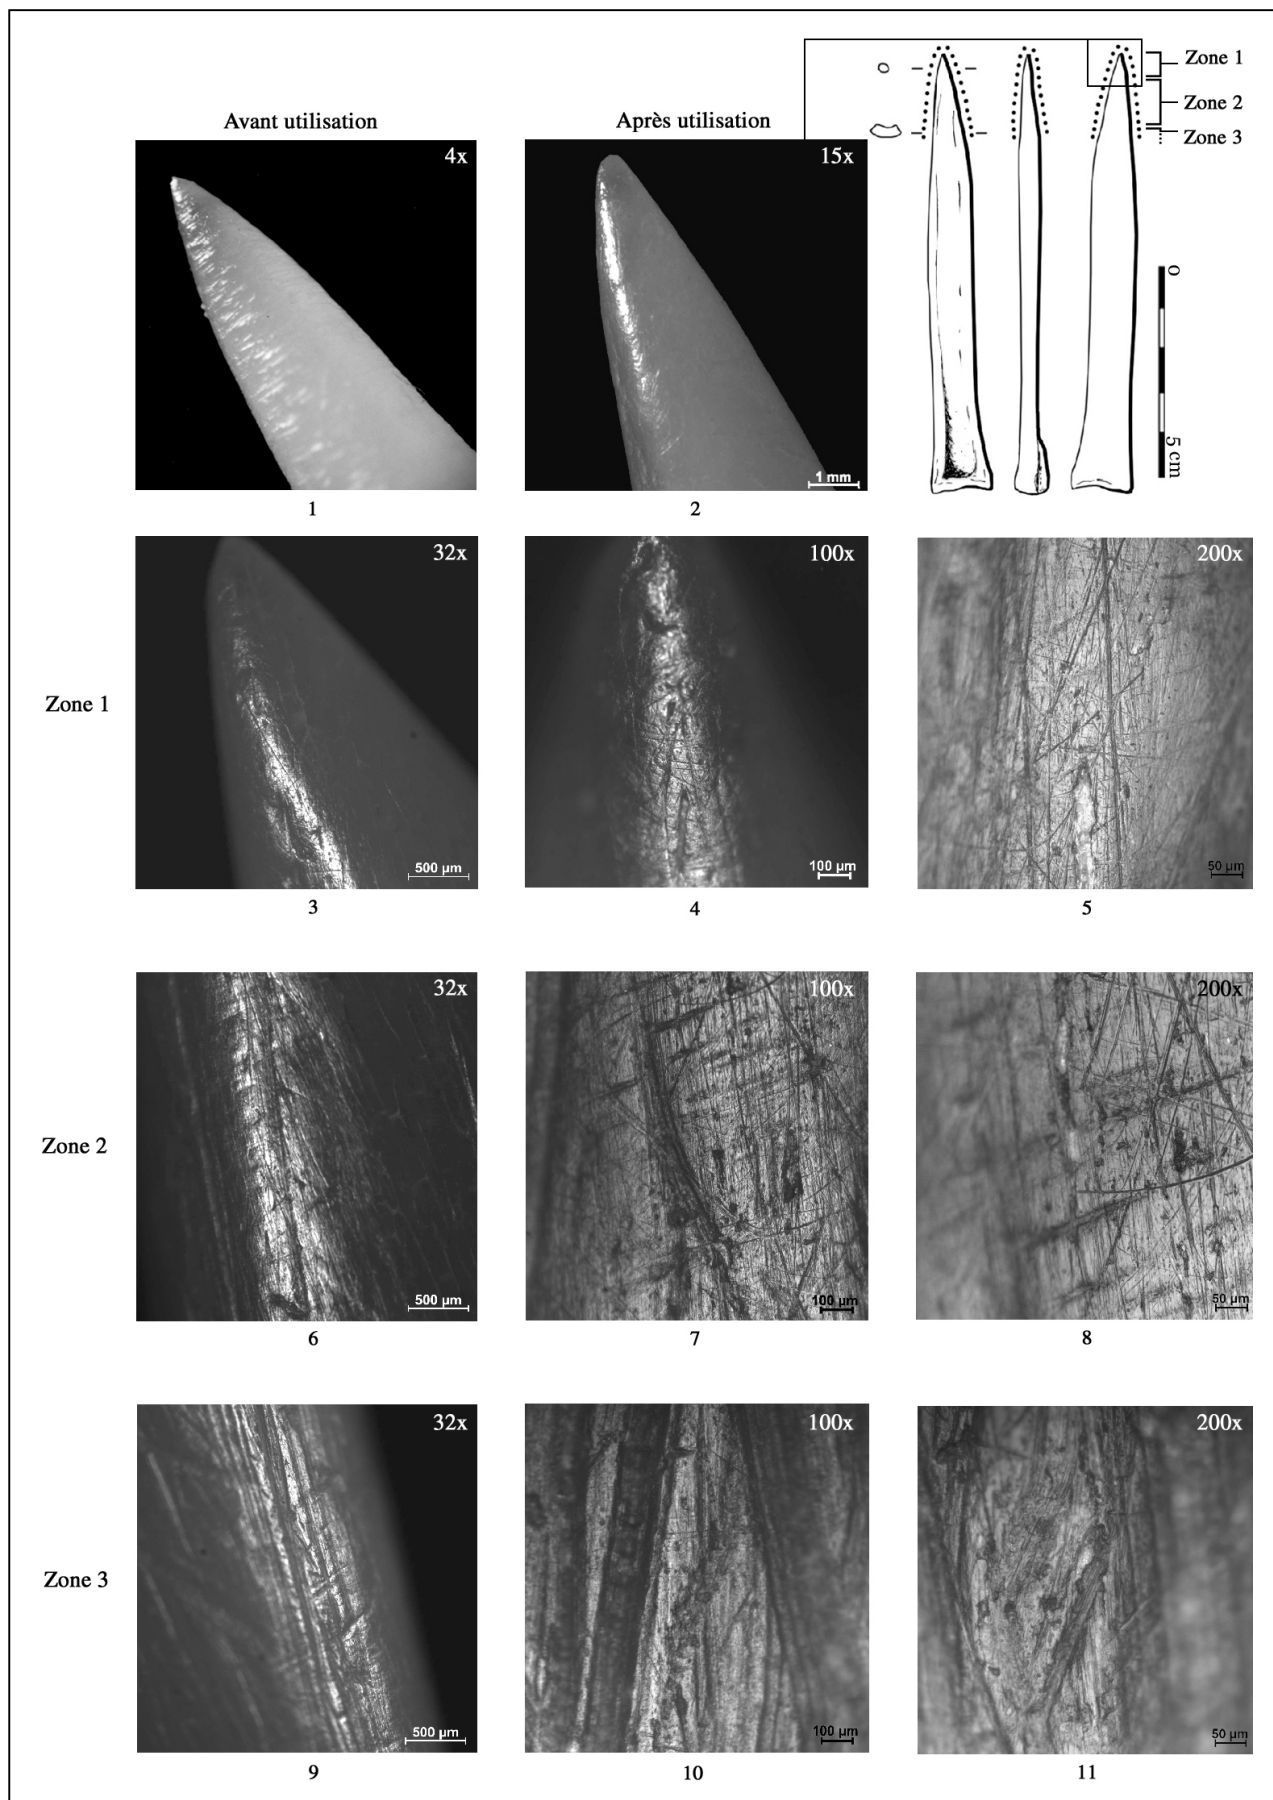 Zone 1
Zone 2
Zone 3
0
5 cm
Avant utilisation
Après utilisation
4x
15x
1 mm
1
2
Zone 1
32x
500 µm
100x
100 µm
200x
50 µm
3
4
5
Zone 2
32x
500 µm
100x
100 µm
200x
50 µm
6
7
8
Zone 3
32x
500 µm
100x
100 µm
200x
50 µm
9
10
11